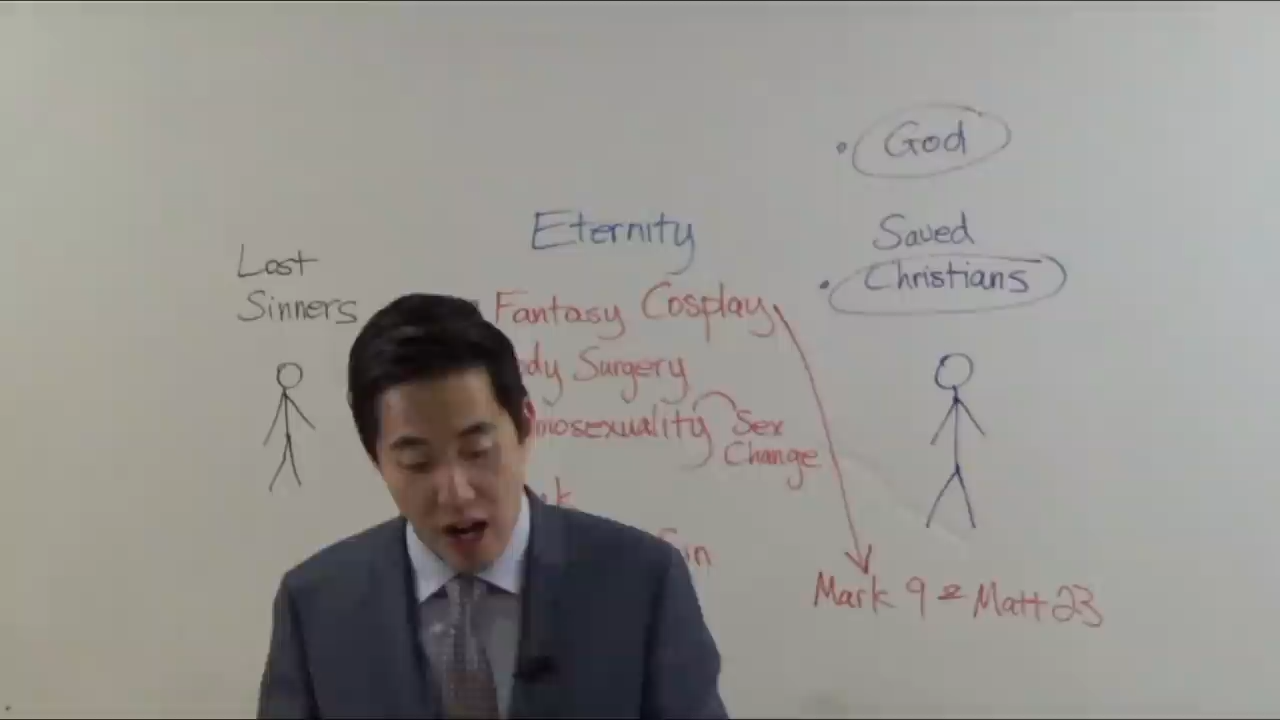 God
Eternity
Saved
Lost
Christians
Sinners
Fantasy Cosplay
Surgery
Sex
Change
Mark 9 & Matt 23